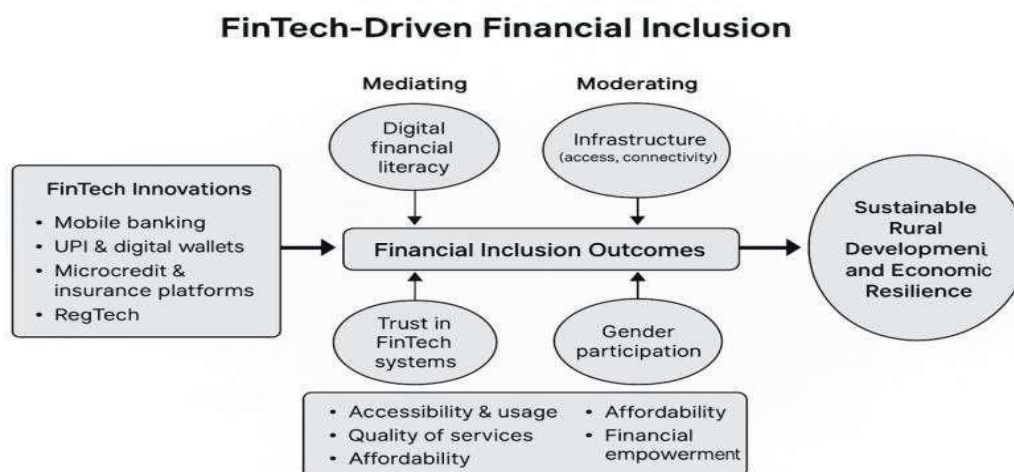 FinTech-Driven Financial Inclusion
Mediating
Moderating
Digital
financial
literacy
Infrastructure
(access, connectivity)
FinTech Innovations
• Mobile banking
• UPI & digital wallets
• Microcredit &
insurance platforms
• RegTech
Financial Inclusion Outcomes
Sustainable
Rural
Development,
and Economic
Resilience
Trust in
FinTech
systems
Gender
participation
• Accessibility & usage
• Quality of services
• Affordability
• Affordability
• Financial
empowerment